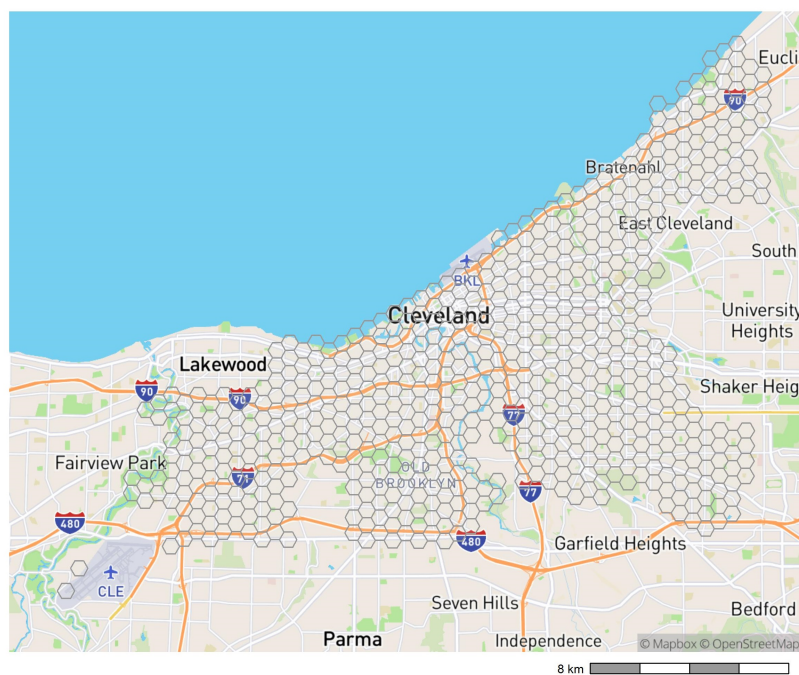 Eucli
90
Bratenahl
East Cleveland
South
BKL
Cleveland
University
Heights
Lakewood
Shaker Heig
90
90
77
Fairview Park
71
OLD
BROOKLYN
77
480
480
Garfield Heights
CLE
Seven Hills
Bedford
Parma
Independence
© Mapbox © OpenStreetMap
8 km